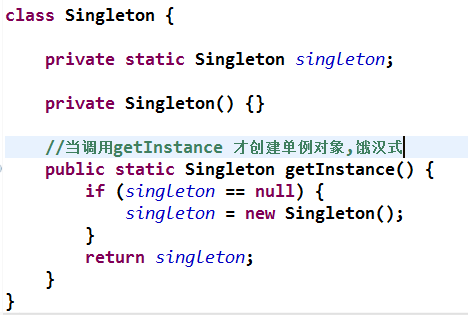 class Singleton {
private static Singleton singleton;
private Singleton() {}
//当调用getInstance 才创建单例对象,饿汉式
public static Singleton getInstance() {
if (singleton == null) {
singleton = new Singleton();
}
return singleton;
}
}